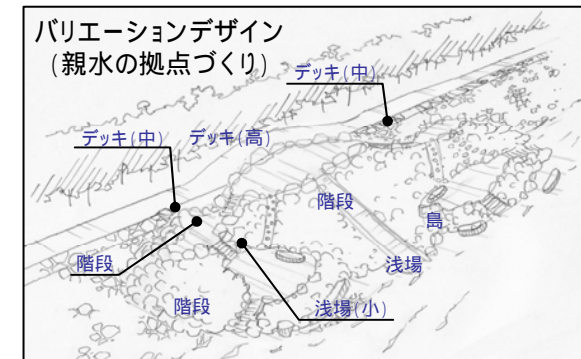 バリエーションデザイン
(親水の拠点づくり)
デッキ(中)
デッキ(中)
デッキ(高)
階段
島
階段
浅場
階段
浅場(小)